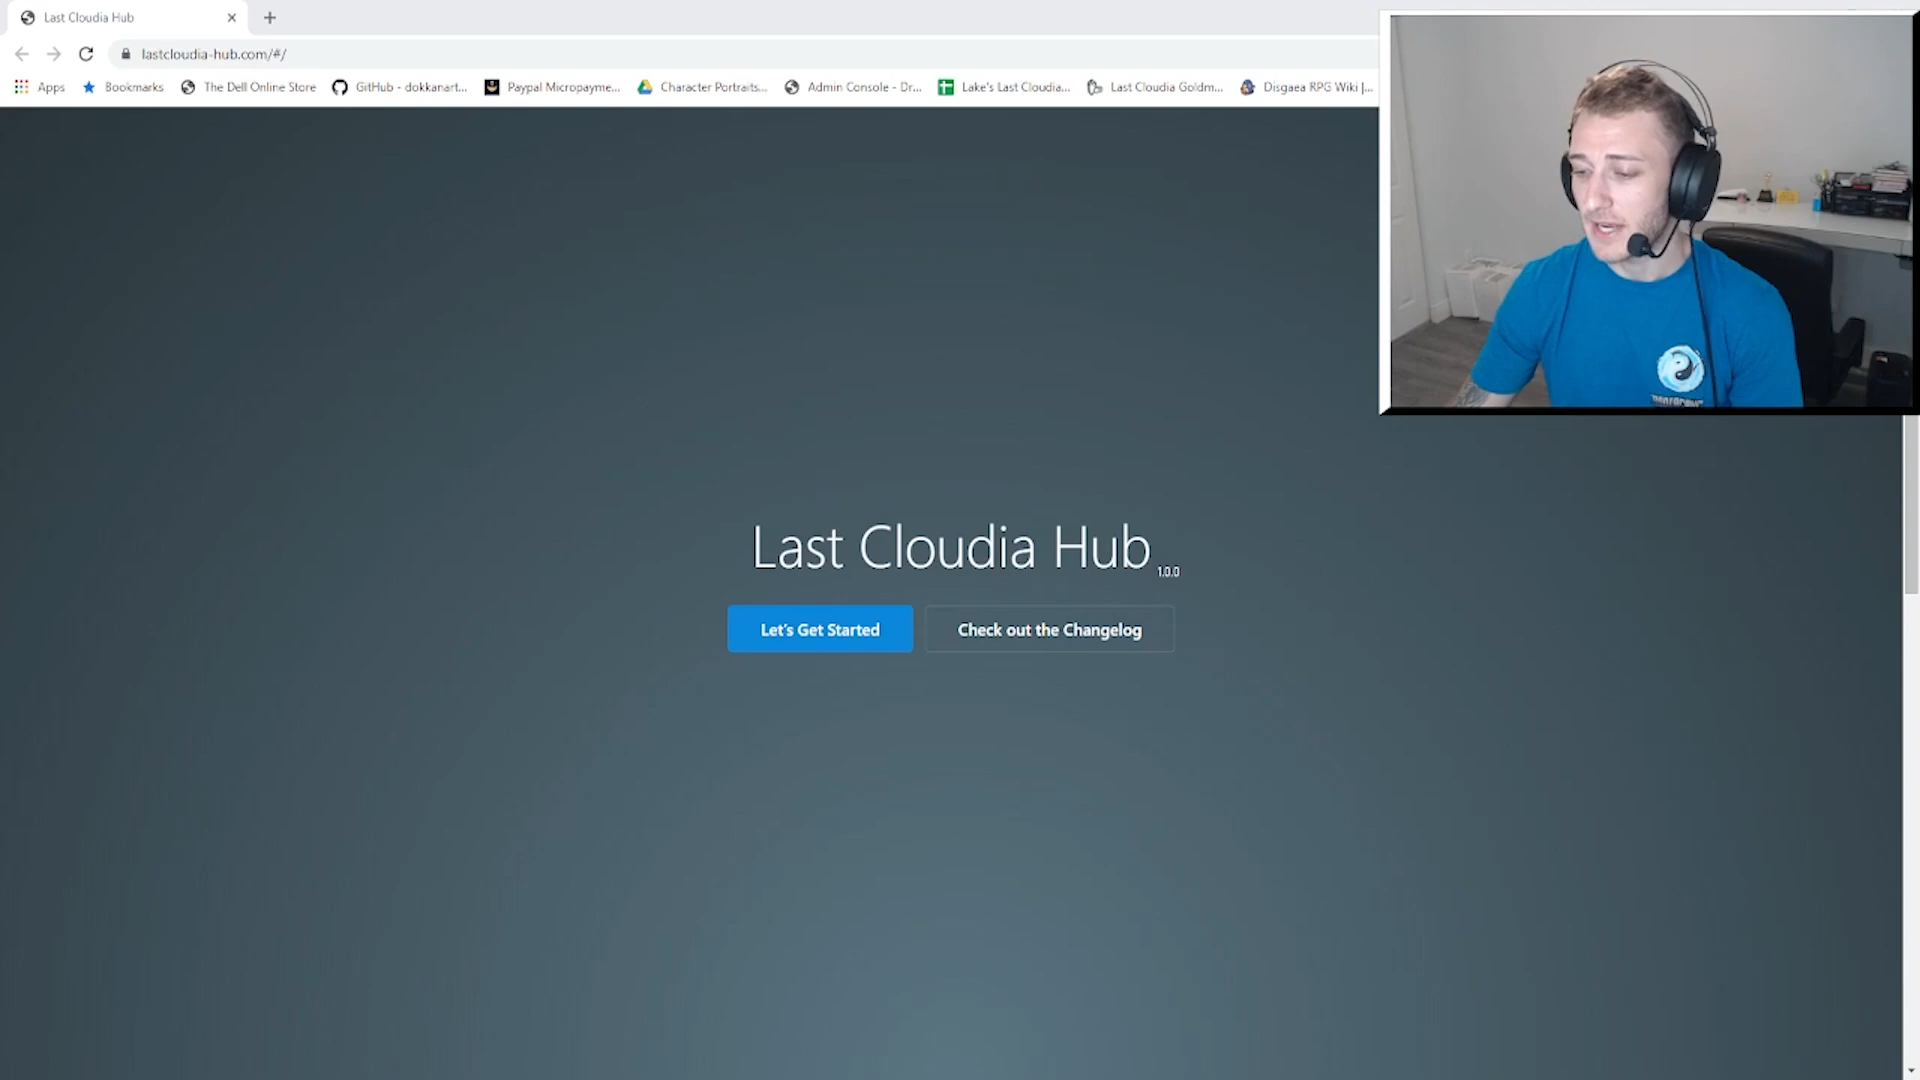 Last Cloudia Hub
lastcloudia-hub.com/#/
Apps
Bookmarks
The Dell Online Store
GitHub - dokkanart...
Paypal Micropayme...
Character Portraits...
Admin Console - Dr...
Lake's Last Cloudia...
Last Cloudia Goldm...
Disgaea RPG Wiki |...
Last Cloudia Hub 1.0.0
Let's Get Started
Check out the Changelog